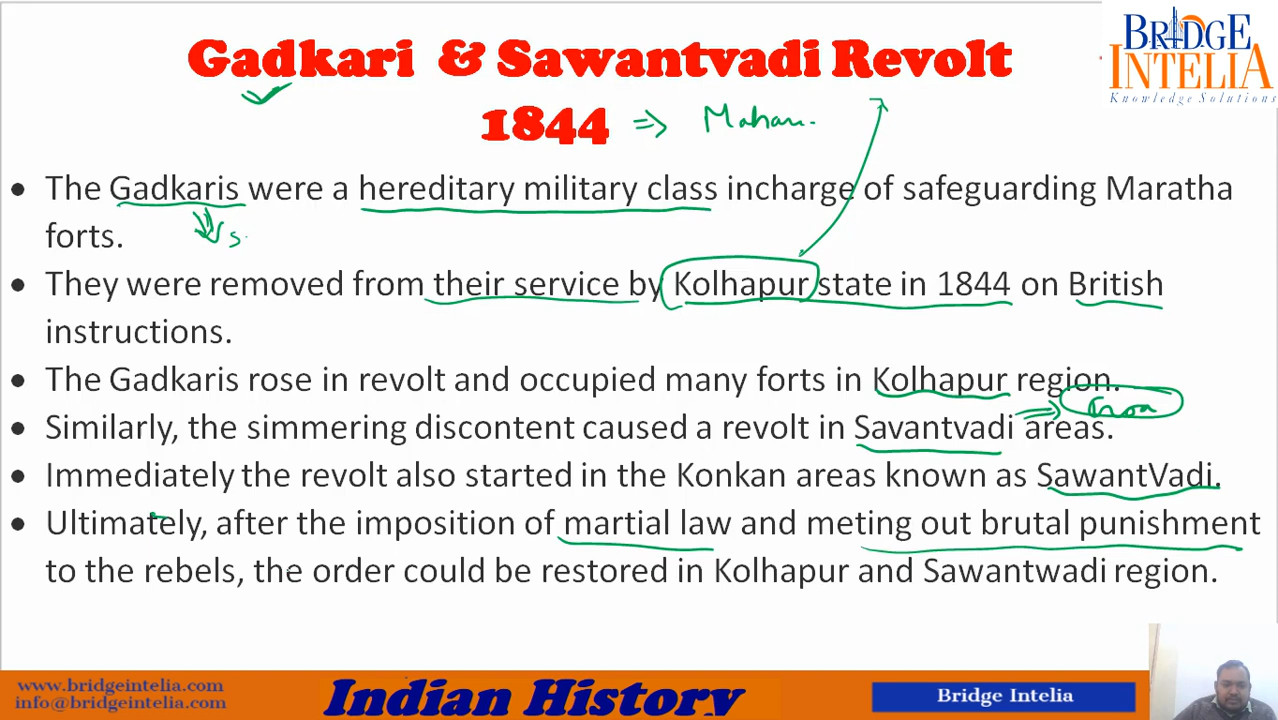 BRIDGE
INTELIA
Knowledge Solutions
Gadkari & Sawantvadi Revolt
1844 ⇒ Mahar.
• The Gadkaris were a hereditary military class incharge of safeguarding Maratha
forts.
• They were removed from their service by Kolhapur state in 1844 on British
instructions.
• The Gadkaris rose in revolt and occupied many forts in Kolhapur region.
• Similarly, the simmering discontent caused a revolt in Savantvadi areas.
• Immediately the revolt also started in the Konkan areas known as SawantVadi.
• Ultimately, after the imposition of martial law and meting out brutal punishment
to the rebels, the order could be restored in Kolhapur and Sawantwadi region.
www.bridgeintelia.com
info@bridgeintelia.com
Indian History
Bridge Intelia